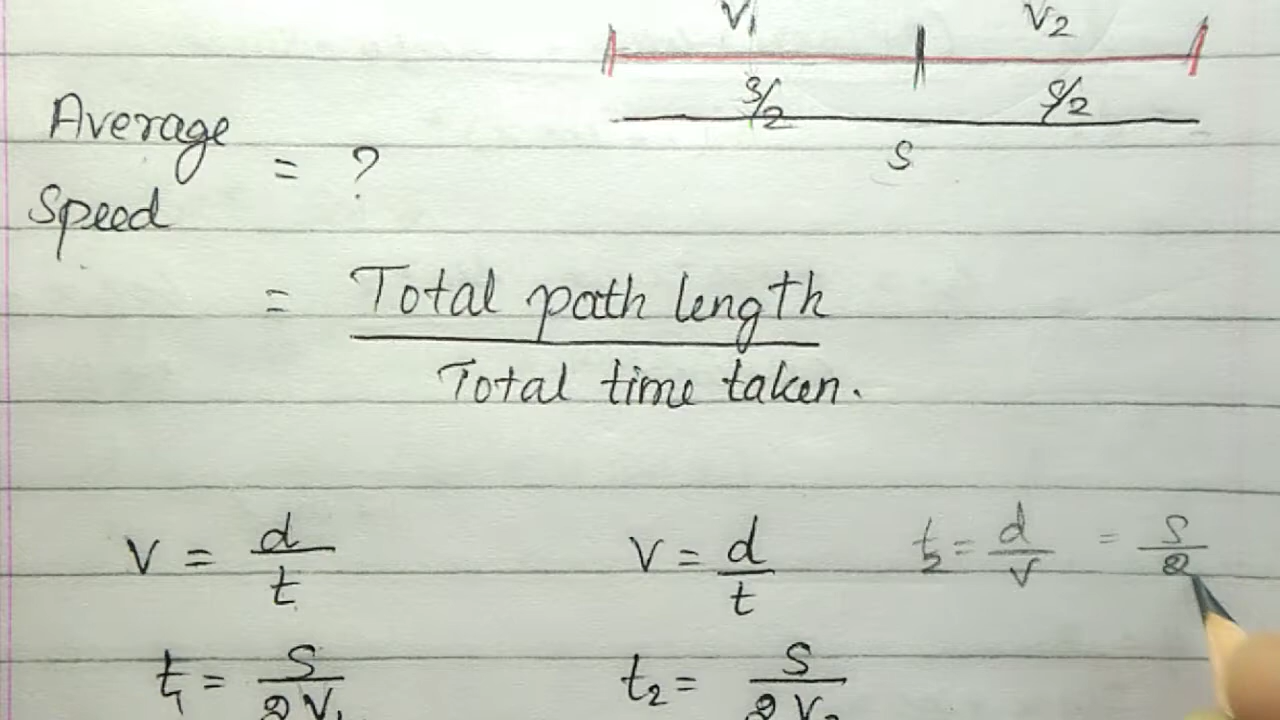 V₁ V₂
S/2 S/2
S
Average
Speed = ?
= Total path length
Total time taken.
V = d/t V = d/t t₂ = d/v = S/2
t₁ = S/2V₁ t₂ = S/2V₂